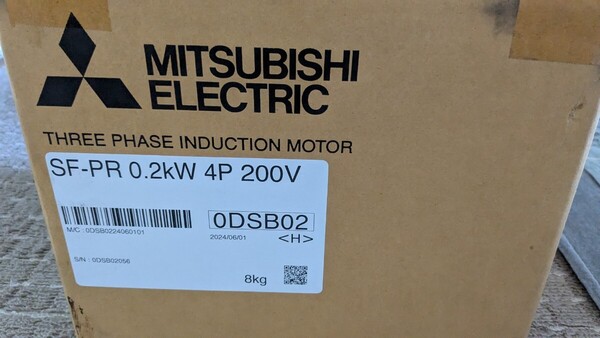 MITSUBISHI
ELECTRIC
THREE PHASE INDUCTION MOTOR
SF-PR 0.2kW 4P 200V
M/C : 0DSB0224060101
0DSB02
2024/06/01
<H>
S/N : 0DSB02056
8kg